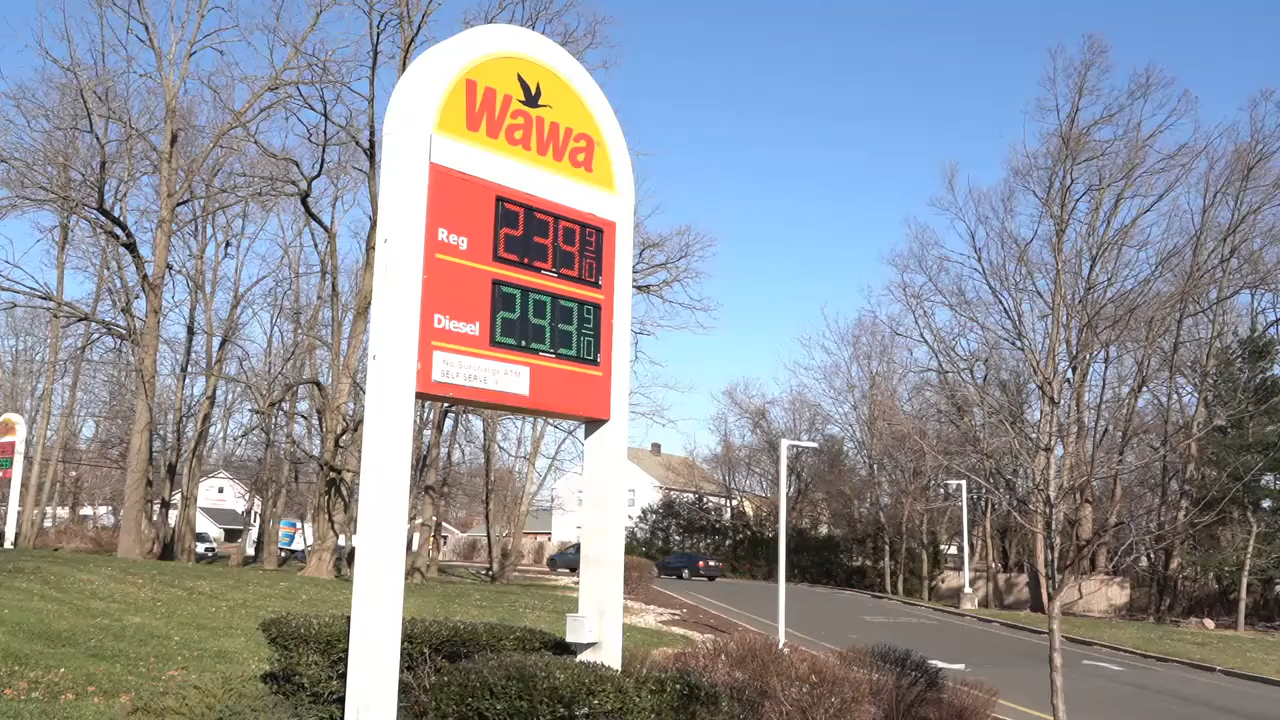 Wawa
Reg 2.39 9/10
Diesel 2.93 9/10
No Surcharge ATM
SELF SERVE